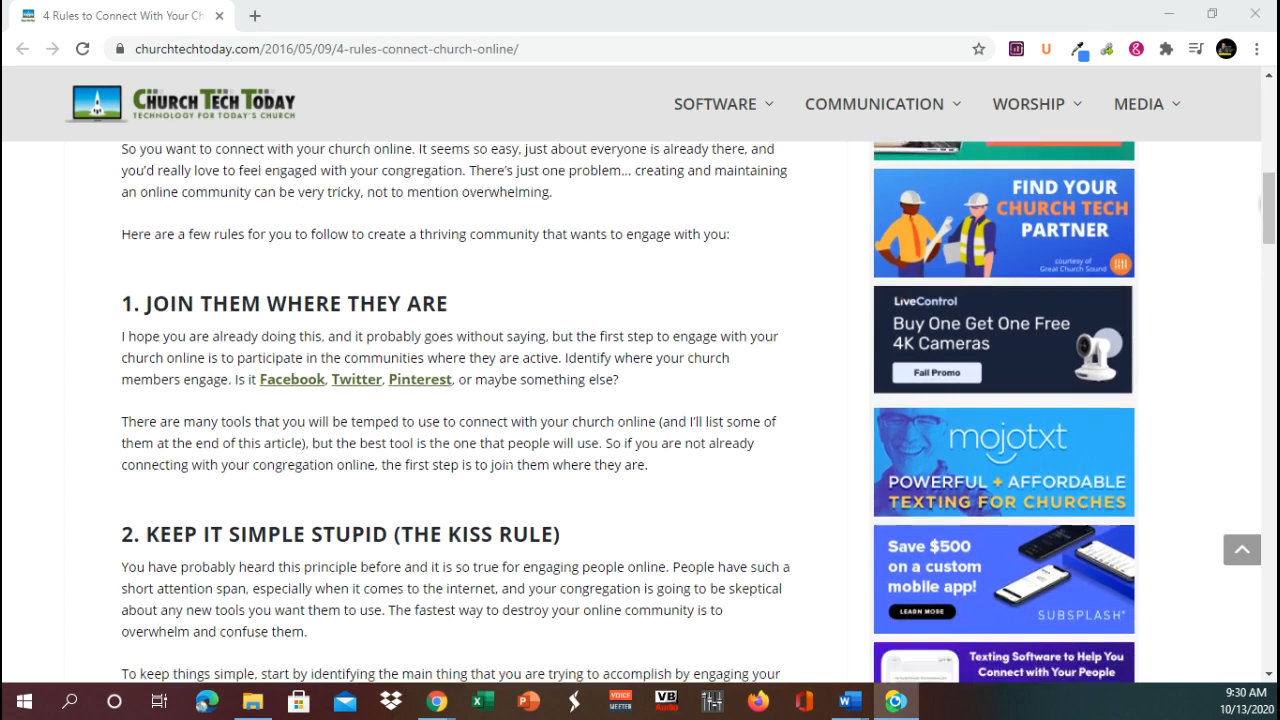 4 Rules to Connect With Your Ch
churchtechtoday.com/2016/05/09/4-rules-connect-church-online/
CHURCH TECH TODAY
TECHNOLOGY FOR TODAY'S CHURCH
SOFTWARE COMMUNICATION WORSHIP MEDIA
So you want to connect with your church online. It seems so easy, just about everyone is already there, and
you'd really love to feel engaged with your congregation. There's just one problem... creating and maintaining
an online community can be very tricky, not to mention overwhelming.
Here are a few rules for you to follow to create a thriving community that wants to engage with you:
1. JOIN THEM WHERE THEY ARE
I hope you are already doing this, and it probably goes without saying, but the first step to engage with your
church online is to participate in the communities where they are active. Identify where your church
members engage. Is it Facebook, Twitter, Pinterest, or maybe something else?
There are many tools that you will be temped to use to connect with your church online (and I'll list some of
them at the end of this article), but the best tool is the one that people will use. So if you are not already
connecting with your congregation online, the first step is to join them where they are.
2. KEEP IT SIMPLE STUPID (THE KISS RULE)
You have probably heard this principle before and it is so true for engaging people online. People have such a
short attention span, especially when it comes to the internet, and your congregation is going to be skeptical
about any new tools you want them to use. The fastest way to destroy your online community is to
overwhelm and confuse them.
To keep things simple, start by identifying the main thing that you are trying to accomplish by engaging your
FIND YOUR
CHURCH TECH
PARTNER
courtesy of
Great Church Sound
LiveControl
Buy One Get One Free
4K Cameras
Fall Promo
mojotxt
POWERFUL + AFFORDABLE
TEXTING FOR CHURCHES
Save $500
on a custom
mobile app!
LEARN MORE
SUBSPLASH
Texting Software to Help You
Connect with Your People
VOICE
MEETER
VB
Audio
9:30 AM
10/13/2020